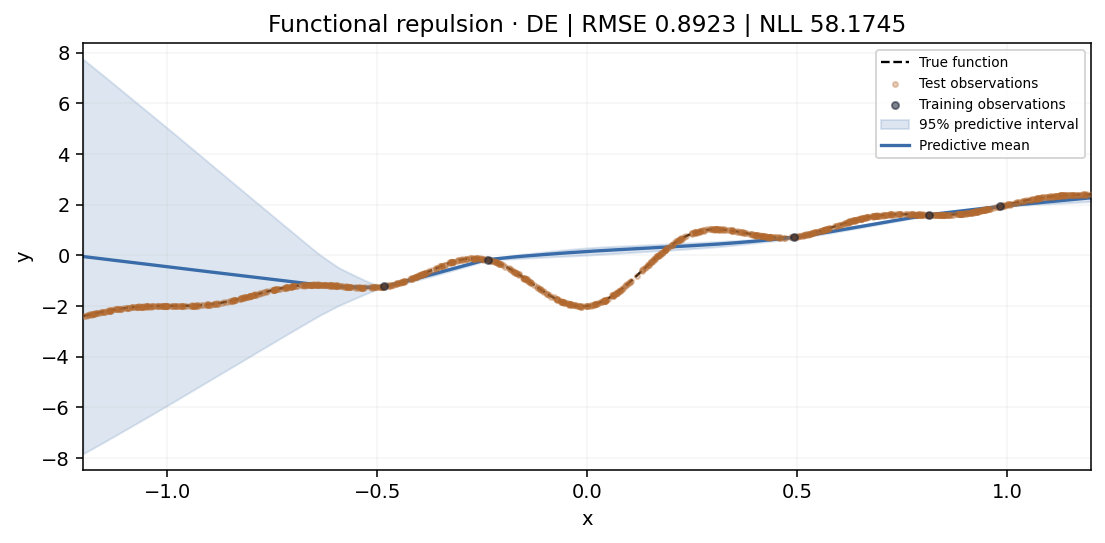 Functional repulsion · DE | RMSE 0.8923 | NLL 58.1745
True function
Test observations
Training observations
95% predictive interval
Predictive mean
8
6
4
2
0
−2
−4
−6
−8
y
−1.0
−0.5
0.0
0.5
1.0
x